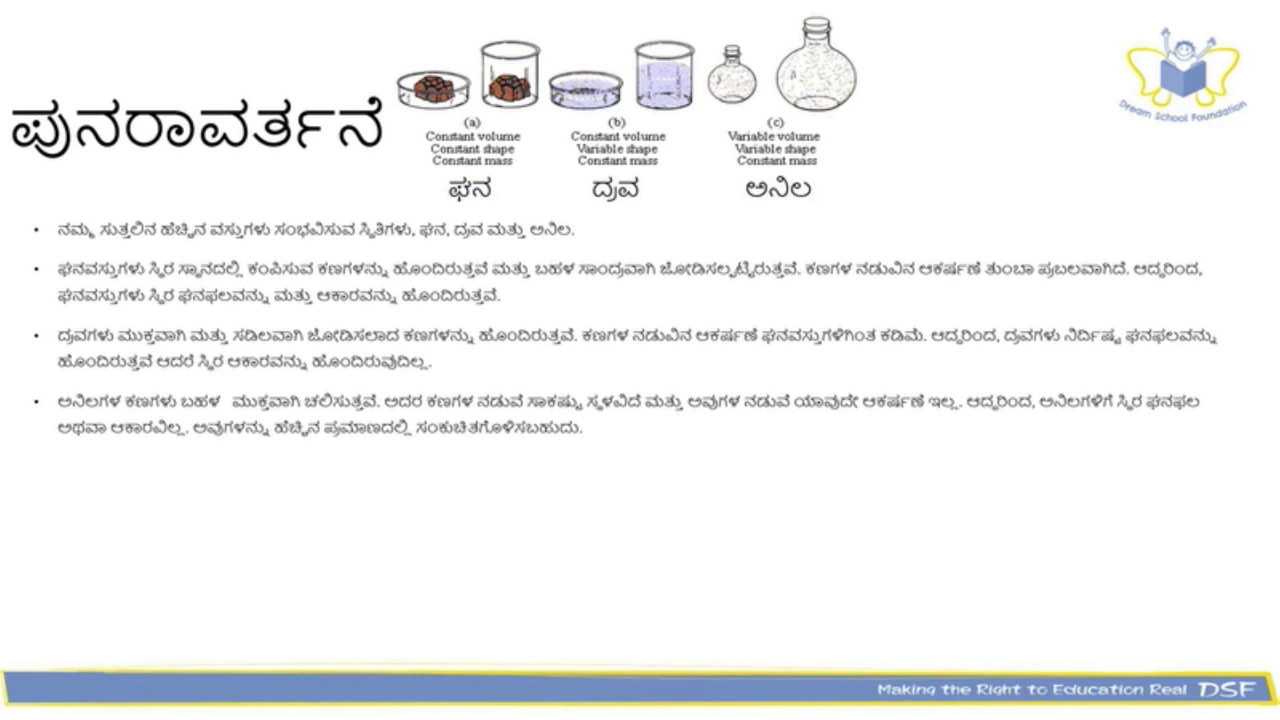 ಪುನರಾವರ್ತನೆ
(a)
Constant volume
Constant shape
Constant mass
ಘನ
(b)
Constant volume
Variable shape
Constant mass
ದ್ರವ
(c)
Variable volume
Variable shape
Constant mass
ಅನಿಲ
Dream School Foundation
• ನಮ್ಮ ಸುತ್ತಲಿನ ಹೆಚ್ಚಿನ ವಸ್ತುಗಳು ಸಂಭವಿಸುವ ಸ್ಥಿತಿಗಳು, ಘನ, ದ್ರವ ಮತ್ತು ಅನಿಲ.
• ಘನವಸ್ತುಗಳು ಸ್ಥಿರ ಸ್ಥಾನದಲ್ಲಿ ಕಂಪಿಸುವ ಕಣಗಳನ್ನು ಹೊಂದಿರುತ್ತವೆ ಮತ್ತು ಬಹಳ ಸಾಂದ್ರವಾಗಿ ಜೋಡಿಸಲ್ಪಟ್ಟಿರುತ್ತವೆ. ಕಣಗಳ ನಡುವಿನ ಆಕರ್ಷಣೆ ತುಂಬಾ ಪ್ರಬಲವಾಗಿದೆ. ಆದ್ದರಿಂದ,
ಘನವಸ್ತುಗಳು ಸ್ಥಿರ ಘನಫಲವನ್ನು ಮತ್ತು ಆಕಾರವನ್ನು ಹೊಂದಿರುತ್ತವೆ.
• ದ್ರವಗಳು ಮುಕ್ತವಾಗಿ ಮತ್ತು ಸಡಿಲವಾಗಿ ಜೋಡಿಸಲಾದ ಕಣಗಳನ್ನು ಹೊಂದಿರುತ್ತವೆ. ಕಣಗಳ ನಡುವಿನ ಆಕರ್ಷಣೆ ಘನವಸ್ತುಗಳಿಗಿಂತ ಕಡಿಮೆ. ಆದ್ದರಿಂದ, ದ್ರವಗಳು ನಿರ್ದಿಷ್ಟ ಘನಫಲವನ್ನು
ಹೊಂದಿರುತ್ತವೆ ಆದರೆ ಸ್ಥಿರ ಆಕಾರವನ್ನು ಹೊಂದಿರುವುದಿಲ್ಲ.
• ಅನಿಲಗಳ ಕಣಗಳು ಬಹಳ ಮುಕ್ತವಾಗಿ ಚಲಿಸುತ್ತವೆ. ಅದರ ಕಣಗಳ ನಡುವೆ ಸಾಕಷ್ಟು ಸ್ಥಳವಿದೆ ಮತ್ತು ಅವುಗಳ ನಡುವೆ ಯಾವುದೇ ಆಕರ್ಷಣೆ ಇಲ್ಲ. ಆದ್ದರಿಂದ, ಅನಿಲಗಳಿಗೆ ಸ್ಥಿರ ಘನಫಲ
ಅಥವಾ ಆಕಾರವಿಲ್ಲ. ಅವುಗಳನ್ನು ಹೆಚ್ಚಿನ ಪ್ರಮಾಣದಲ್ಲಿ ಸಂಕುಚಿತಗೊಳಿಸಬಹುದು.
Making the Right to Education Real DSF